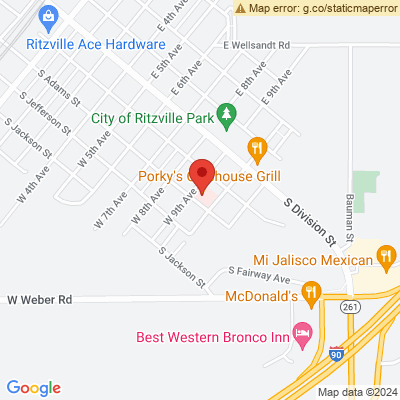 Map error: g.co/staticmaperror
E 4th Ave
Ritzville Ace Hardware
E Wellsandt Rd
E 5th Ave
E 6th Ave
E 8th Ave
E 9th Ave
S Adams St
S Jefferson St
City of Ritzville Park
S Jackson St
W 5th Ave
W 4th Ave
Porky's house Grill
W 7th Ave
W 8th Ave
W 9th Ave
S Division St
Bauman St
S Jackson St
Mi Jalisco Mexican
S Fairway Ave
W Weber Rd
McDonald's
261
Best Western Bronco Inn
90
Google
Map data ©2024